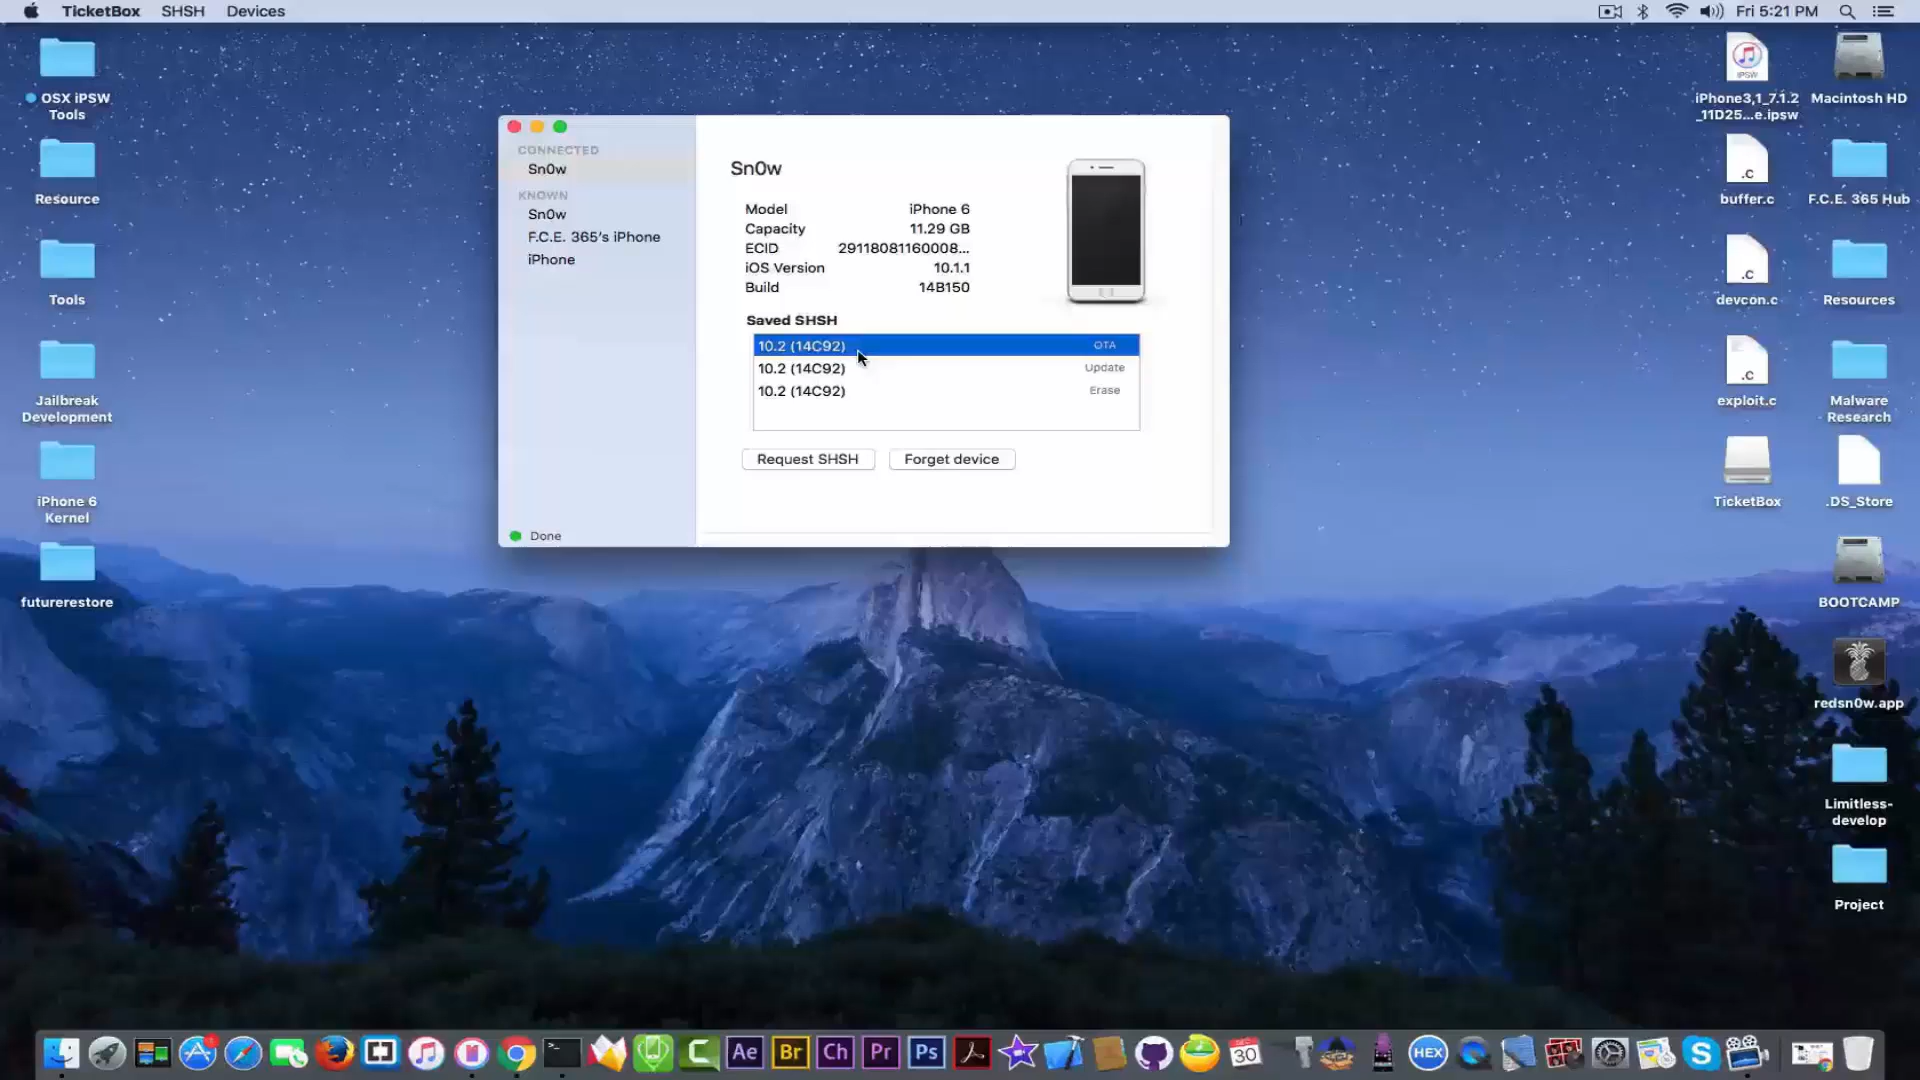 TicketBox SHSH Devices
Fri 5:21 PM
OSX iPSW
Tools
Resource
Tools
Jailbreak
Development
iPhone 6
Kernel
futurerestore
CONNECTED
Sn0w
KNOWN
Sn0w
F.C.E. 365's iPhone
iPhone
Done
Sn0w
Model iPhone 6
Capacity 11.29 GB
ECID 29118081160008...
iOS Version 10.1.1
Build 14B150
Saved SHSH
10.2 (14C92) OTA
10.2 (14C92) Update
10.2 (14C92) Erase
Request SHSH Forget device
IPSW
iPhone3,1_7.1.2
_11D25...e.ipsw
.c
buffer.c
.c
devcon.c
.c
exploit.c
TicketBox
Macintosh HD
F.C.E. 365 Hub
Resources
Malware
Research
.DS_Store
BOOTCAMP
redsn0w.app
Limitless-
develop
Project
Ae Br Ch Pr Ps
SEP
30
HEX